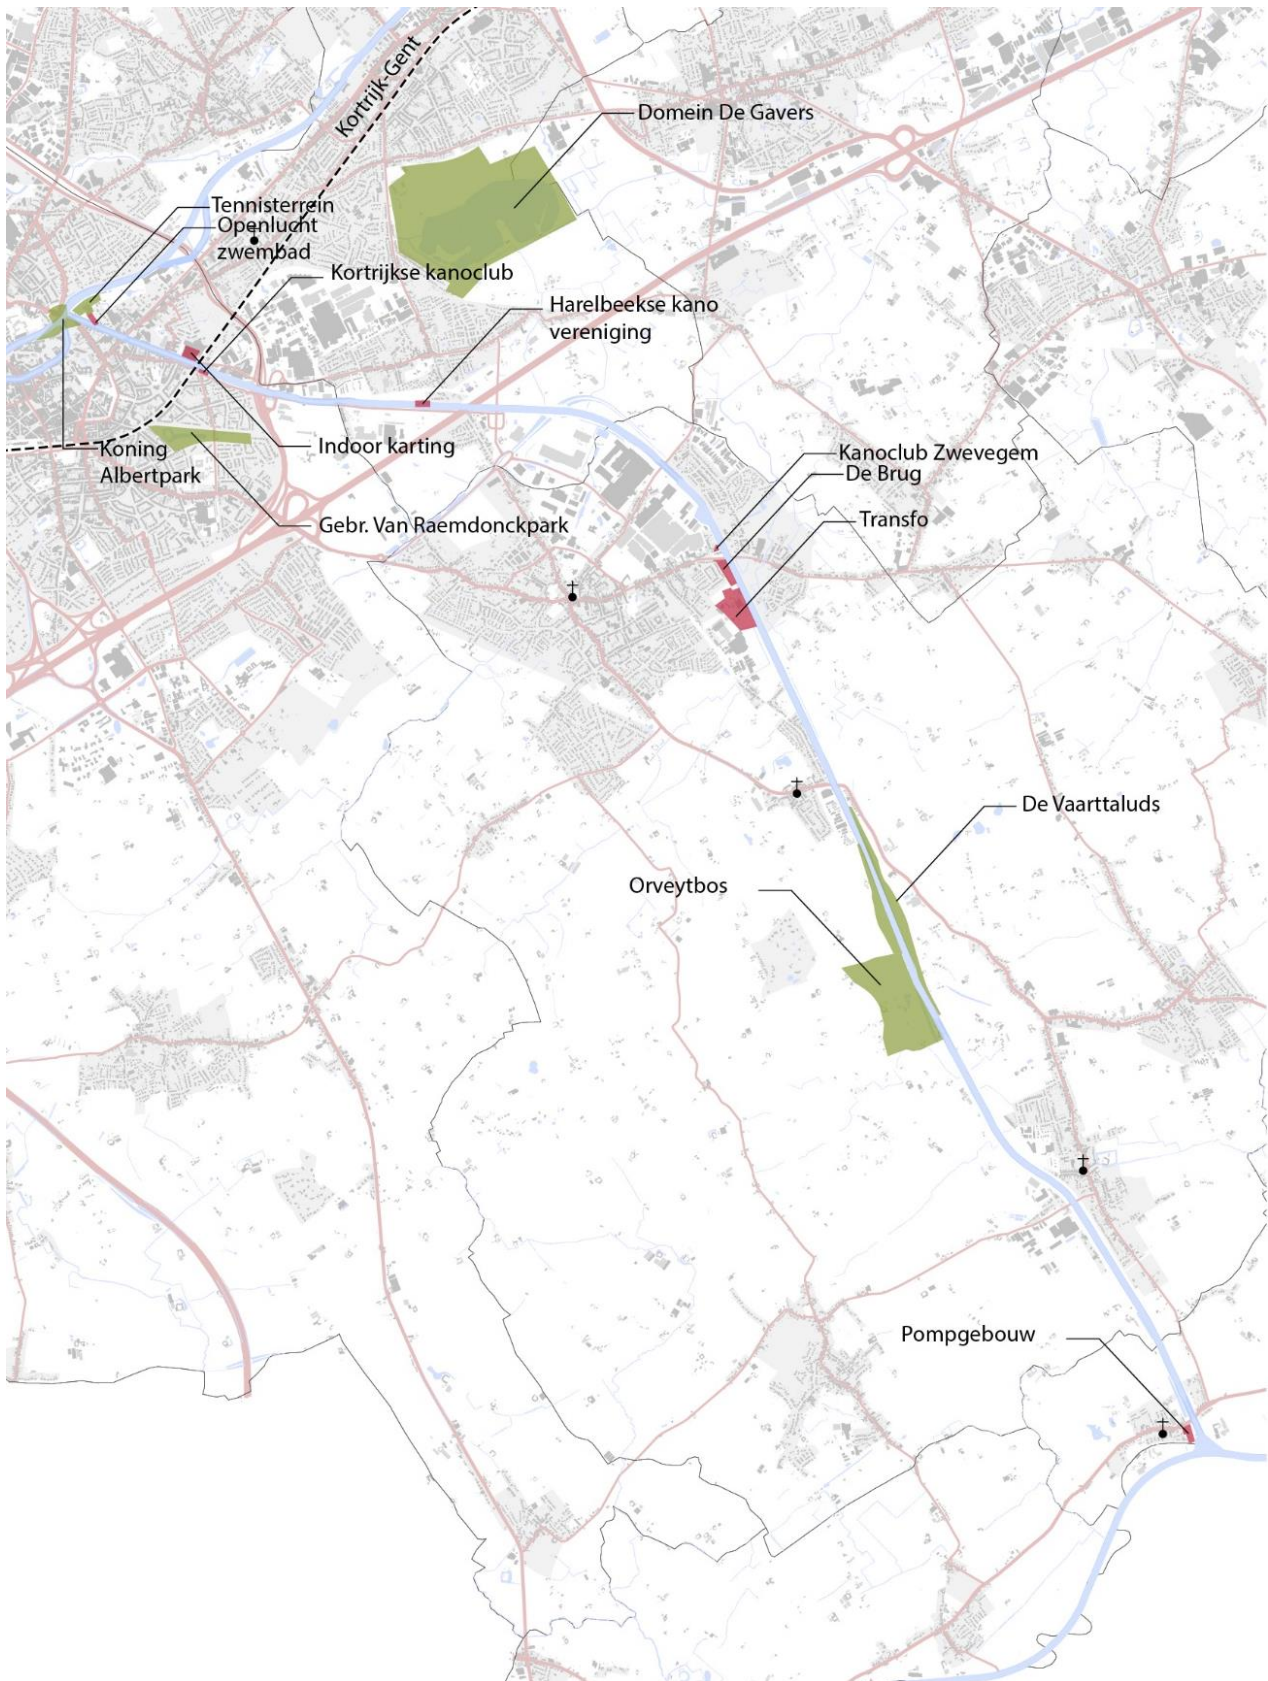 Kortrijk-Gent
Domein De Gavers
Tennisterrein
Openlucht
zwembad
Kortrijkse kanoclub
Harelbeekse kano
vereniging
Koning
Albertpark
Indoor karting
Gebr. Van Raemdonckpark
Kanoclub Zwevegem
De Brug
Transfo
De Vaarttaluds
Orveytbos
Pompgebouw